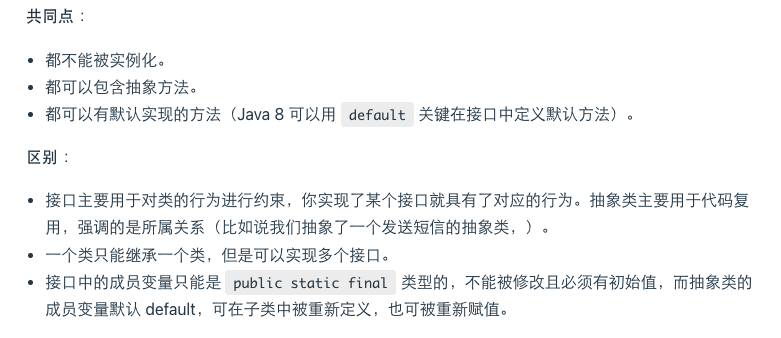 共同点：
都不能被实例化。
都可以包含抽象方法。
都可以有默认实现的方法（Java 8 可以用 default 关键在接口中定义默认方法）。
区别：
接口主要用于对类的行为进行约束，你实现了某个接口就具有了对应的行为。抽象类主要用于代码复
用，强调的是所属关系（比如说我们抽象了一个发送短信的抽象类，）。
一个类只能继承一个类，但是可以实现多个接口。
接口中的成员变量只能是 public static final 类型的，不能被修改且必须有初始值，而抽象类的
成员变量默认 default，可在子类中被重新定义，也可被重新赋值。